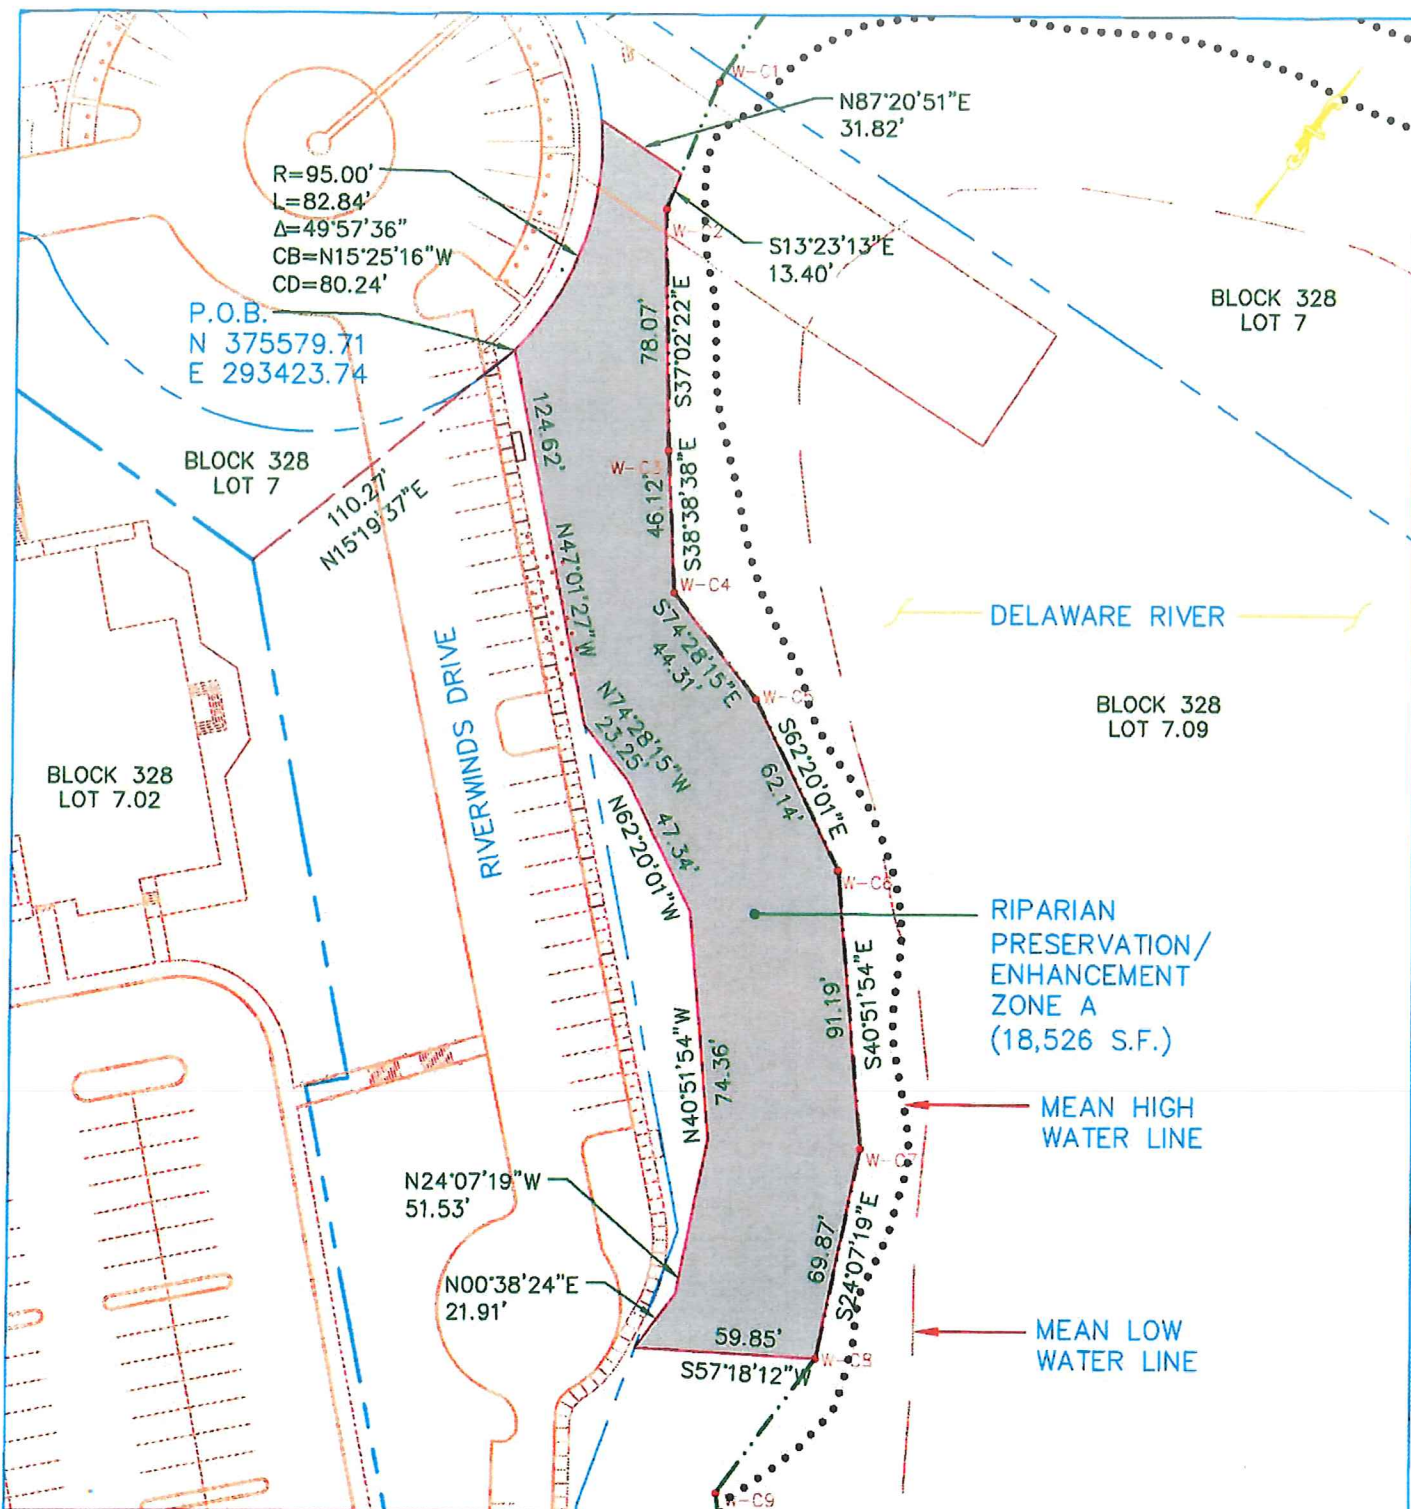 W-C1
N87°20'51"E
31.82'
R=95.00'
L=82.84'
Δ=49°57'36"
CB=N15°25'16"W
CD=80.24'
W-C2
S13°23'13"E
13.40'
P.O.B.
N 375579.71
E 293423.74
BLOCK 328
LOT 7
78.07'
S37°02'22"E
124.62'
N47°01'27"W
BLOCK 328
LOT 7
110.27'
N15°19'37"E
W-C3
46.12'
S38°38'38"E
W-C4
S74°28'15"E
44.31'
DELAWARE RIVER
W-C5
BLOCK 328
LOT 7.09
N74°28'15"W
23.25'
S62°20'01"E
62.14'
RIVERWINDS DRIVE
BLOCK 328
LOT 7.02
47.34'
N62°20'01"W
W-C6
RIPARIAN
PRESERVATION/
ENHANCEMENT
ZONE A
(18,526 S.F.)
91.19'
S40°51'54"E
N40°51'54"W
74.36'
MEAN HIGH
WATER LINE
W-C7
N24°07'19"W
51.53'
69.87'
S24°07'19"E
N00°38'24"E
21.91'
59.85'
S57°18'12"W
W-C8
MEAN LOW
WATER LINE
W-C9